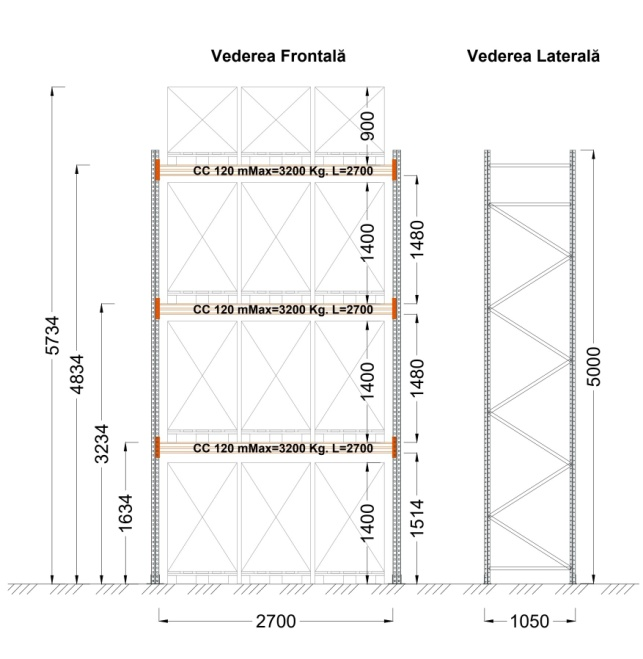 Vederea Frontală
Vederea Laterală
900
CC 120 mMax=3200 Kg. L=2700
1400
1480
CC 120 mMax=3200 Kg. L=2700
5734
4834
3234
1634
1400
1480
5000
CC 120 mMax=3200 Kg. L=2700
1400
1514
2700
1050